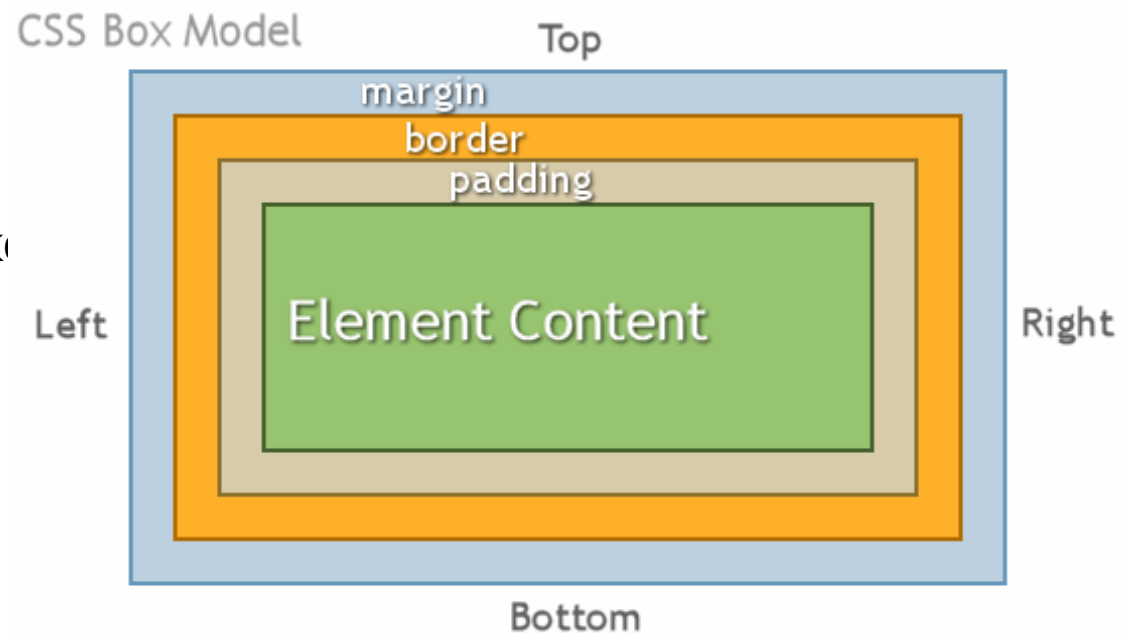 CSS Box Model
Top
margin
border
padding
Element Content
Left
Right
Bottom